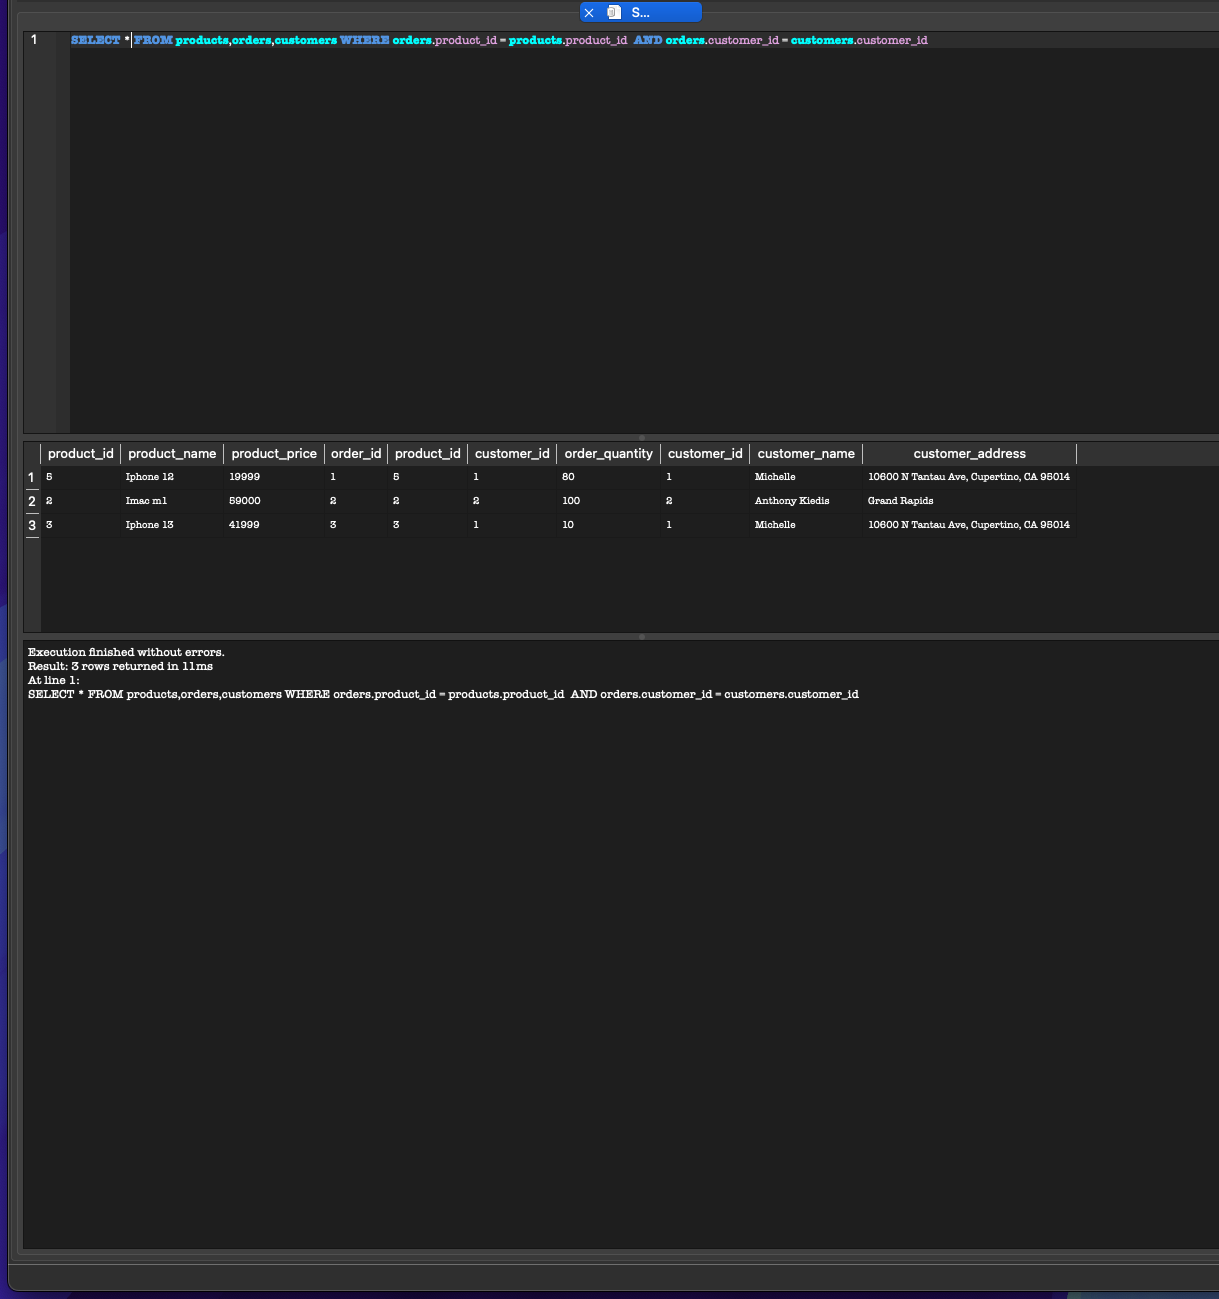 S...
1 SELECT * FROM products,orders,customers WHERE orders.product_id = products.product_id  AND orders.customer_id = customers.customer_id
product_id product_name product_price order_id product_id customer_id order_quantity customer_id customer_name customer_address
1 5 Iphone 12 19999 1 5 1 80 1 Michelle 10600 N Tantau Ave, Cupertino, CA 95014
2 2 Imac m1 59000 2 2 2 100 2 Anthony Kiedis Grand Rapids
3 3 Iphone 13 41999 3 3 1 10 1 Michelle 10600 N Tantau Ave, Cupertino, CA 95014
Execution finished without errors.
Result: 3 rows returned in 11ms
At line 1:
SELECT * FROM products,orders,customers WHERE orders.product_id = products.product_id  AND orders.customer_id = customers.customer_id